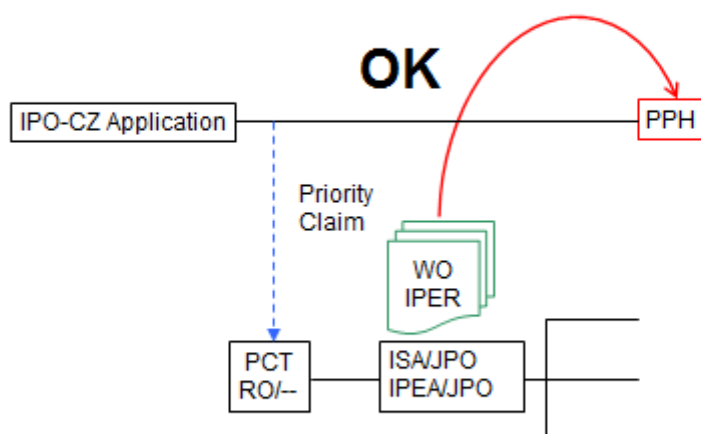 OK
IPO-CZ Application
PPH
Priority
Claim
WO
IPER
PCT
RO/--
ISA/JPO
IPEA/JPO